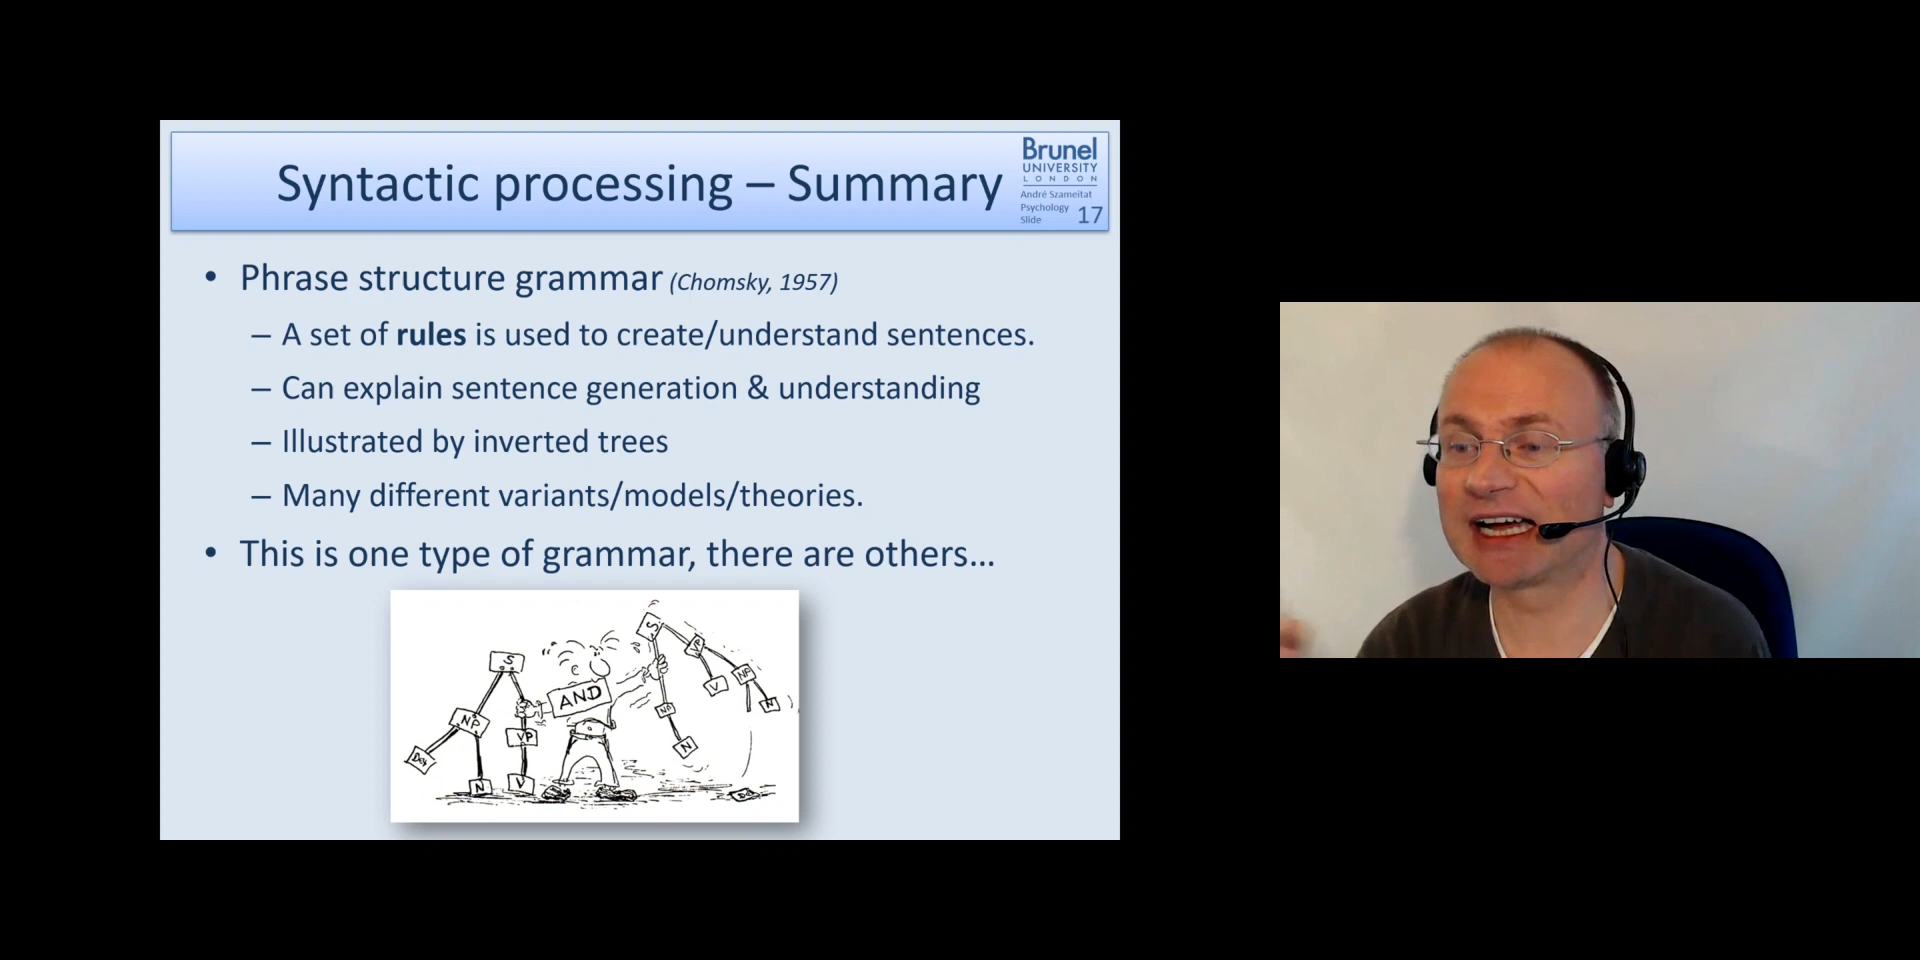 Syntactic processing – Summary
Brunel
UNIVERSITY
LONDON
André Szameitat
Psychology
Slide 17
• Phrase structure grammar (Chomsky, 1957)
– A set of rules is used to create/understand sentences.
– Can explain sentence generation & understanding
– Illustrated by inverted trees
– Many different variants/models/theories.
• This is one type of grammar, there are others...
S
NP
Det
N
VP
V
AND
S
VP
V
NP
N
NP
N